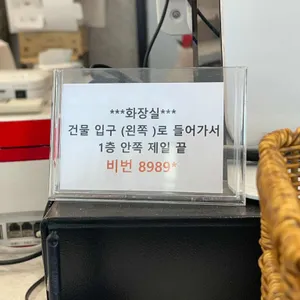 ***화장실***
건물 입구 (왼쪽 )로 들어가서
1층 안쪽 제일 끝
비번 8989*